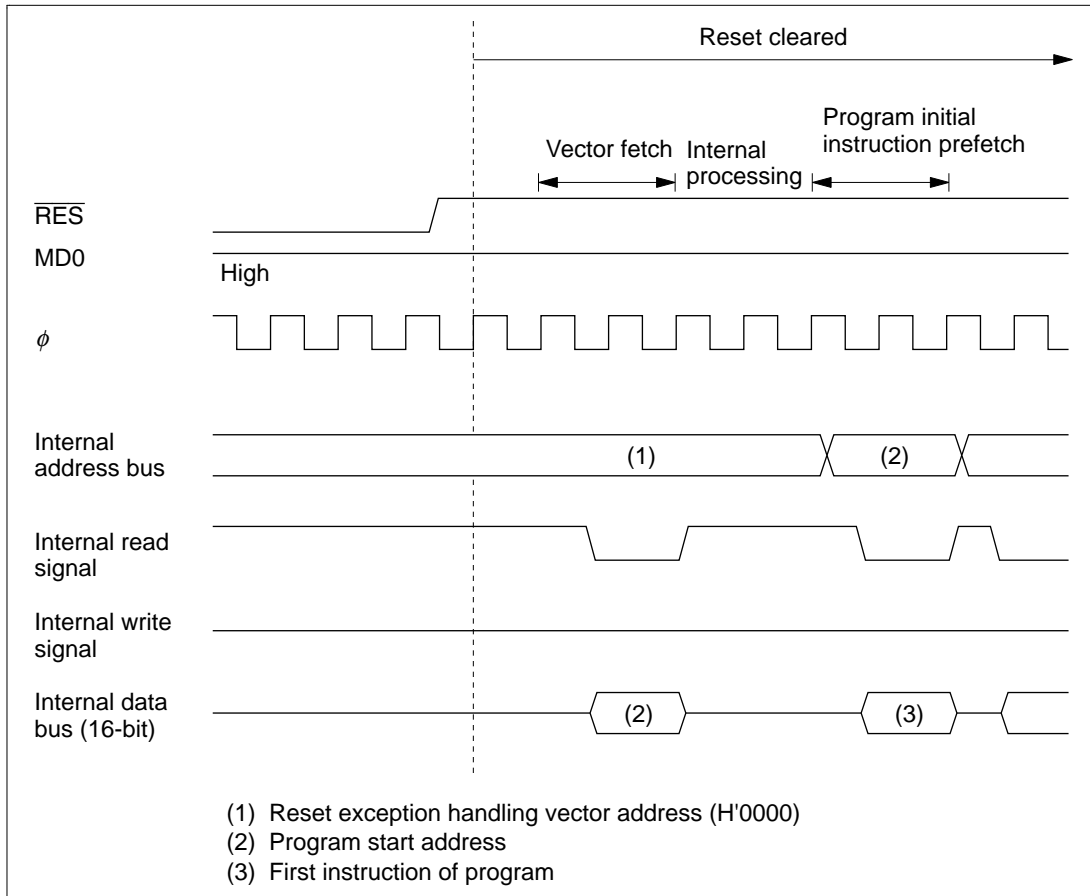 Reset cleared
Program initial
instruction prefetch
Vector fetch
Internal
processing
RES
MD0
High
ϕ
Internal
address bus
(1)
(2)
Internal read
signal
Internal write
signal
Internal data
bus (16-bit)
(2)
(3)
(1) Reset exception handling vector address (H'0000)
(2) Program start address
(3) First instruction of program